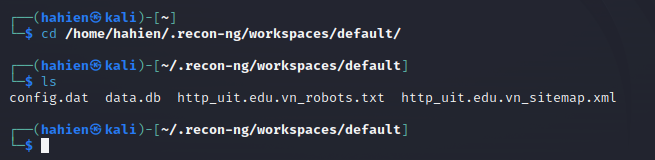 ┌──(hahien㉿kali)-[~]
└─$ cd /home/hahien/.recon-ng/workspaces/default/
┌──(hahien㉿kali)-[~/.recon-ng/workspaces/default]
└─$ ls
config.dat  data.db  http_uit.edu.vn_robots.txt  http_uit.edu.vn_sitemap.xml
┌──(hahien㉿kali)-[~/.recon-ng/workspaces/default]
└─$